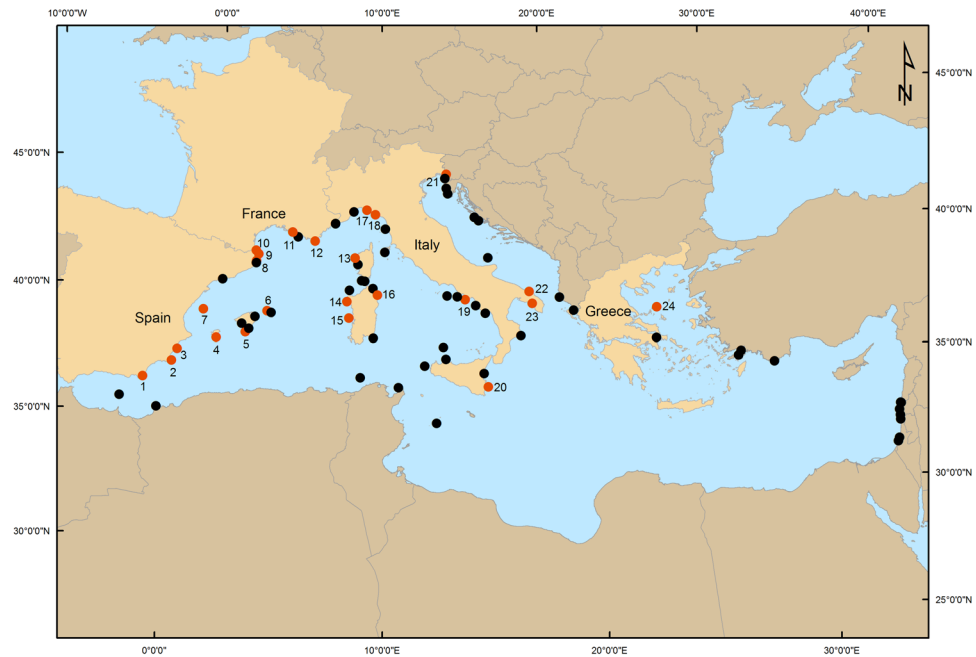 10°0'0"W 0°0'0" 10°0'0"E 20°0'0"E 30°0'0"E 40°0'0"E
45°0'0"N
N
45°0'0"N
21
40°0'0"N
France 17 18
10 11
9 12 Italy
8 13
40°0'0"N
16 22
6 14
Spain 7 15 19 23 Greece 24
5
4 35°0'0"N
3
2
1 20
35°0'0"N
30°0'0"N
30°0'0"N
25°0'0"N
0°0'0" 10°0'0"E 20°0'0"E 30°0'0"E